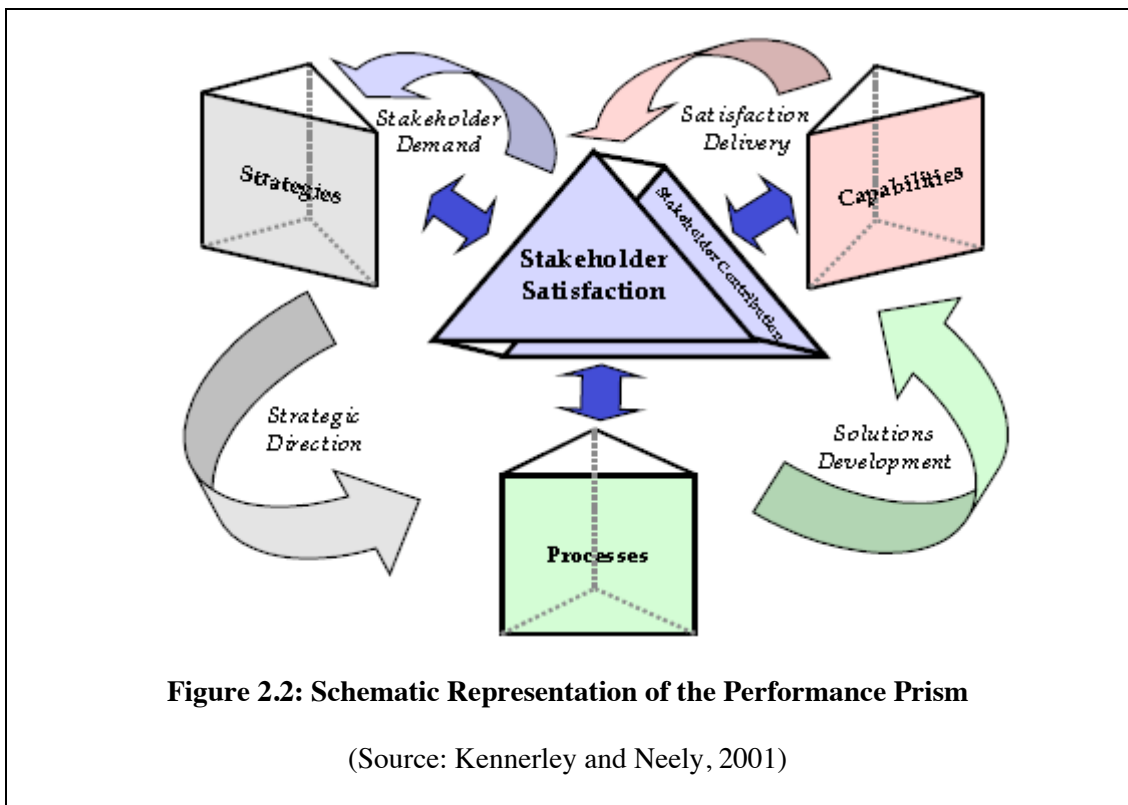 Stakeholder
Demand
Satisfaction
Delivery
Strategies
Capabilities
Stakeholder
Satisfaction
Stakeholder Contribution
Strategic
Direction
Solutions
Development
Processes
Figure 2.2: Schematic Representation of the Performance Prism
(Source: Kennerley and Neely, 2001)